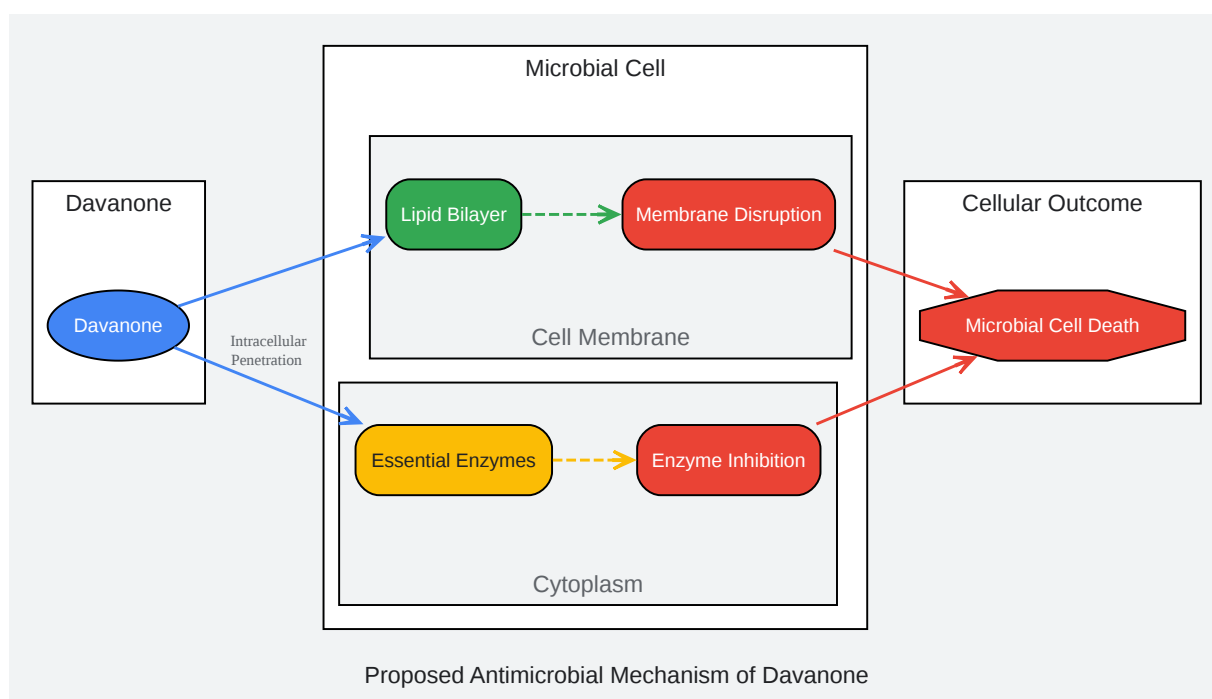 Microbial Cell
Davanone
Davanone
Intracellular
Penetration
Lipid Bilayer
Membrane Disruption
Cell Membrane
Essential Enzymes
Enzyme Inhibition
Cytoplasm
Cellular Outcome
Microbial Cell Death
Proposed Antimicrobial Mechanism of Davanone